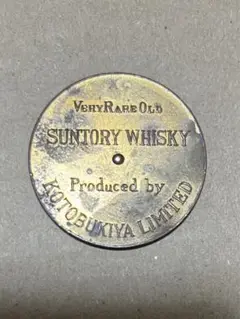 VERY RARE OLD
SUNTORY WHISKY
Produced by
KOTOBUKIYA LIMITED